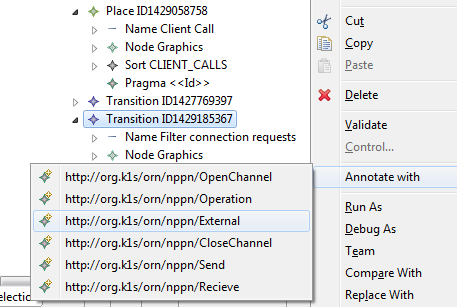 Place ID1429058758
Name Client Call
Node Graphics
Sort CLIENT_CALLS
Pragma <<Id>>
Transition ID1427769397
Transition ID1429185367
Name Filter connection requests
Node Graphics
http://org.k1s/orn/nppn/OpenChannel
http://org.k1s/orn/nppn/Operation
http://org.k1s/orn/nppn/External
http://org.k1s/orn/nppn/CloseChannel
http://org.k1s/orn/nppn/Send
http://org.k1s/orn/nppn/Recieve
Cut
Copy
Paste
Delete
Validate
Control...
Annotate with
Run As
Debug As
Team
Compare With
Replace With